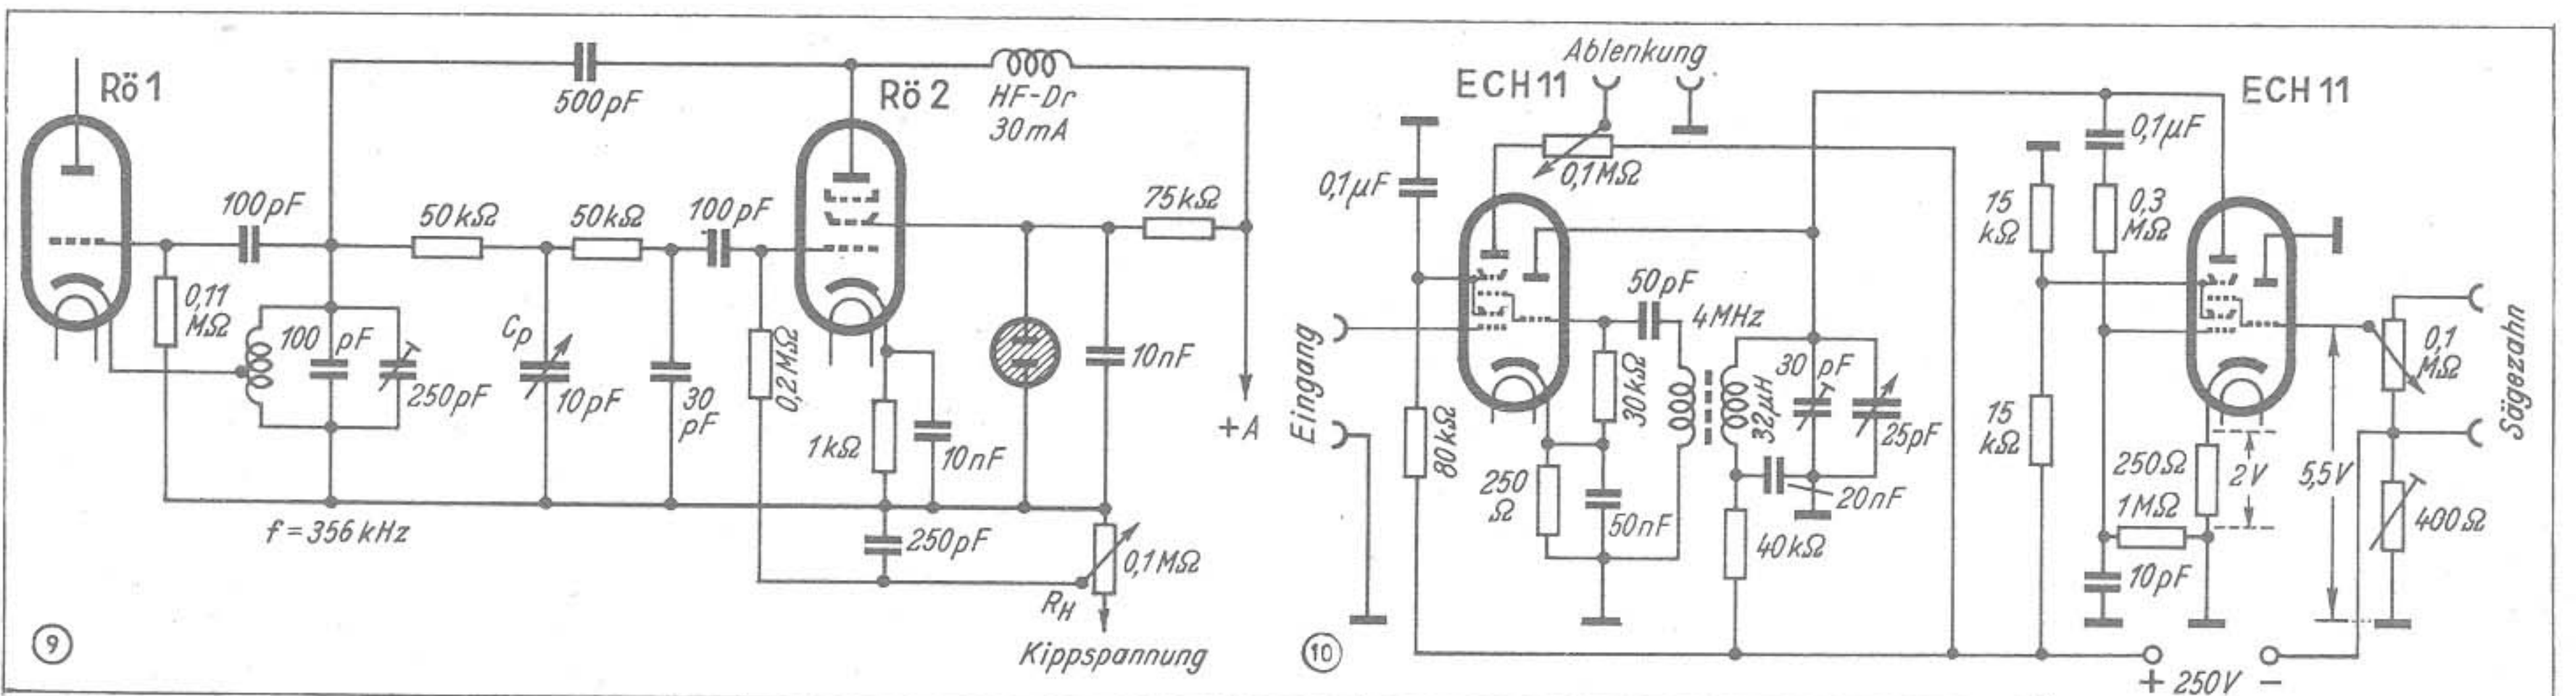 Rö 1
500pF
Rö 2
HF-Dr
30mA
100pF
50kΩ
50kΩ
100pF
75kΩ
0,11
MΩ
100 pF
250pF
Cp
10pF
30
pF
0,2MΩ
1kΩ
10nF
10nF
+A
f = 356 kHz
250pF
0,1MΩ
RH
Kippspannung
9
Ablenkung
ECH 11
0,1MΩ
0,1µF
Eingang
80kΩ
50pF
4MHz
30kΩ
250
Ω
50nF
32µH
30 pF
25pF
20nF
40kΩ
10
ECH 11
0,1µF
15
kΩ
0,3
MΩ
15
kΩ
250Ω
2V
1MΩ
10pF
5,5V
0,1
MΩ
400Ω
Sägezahn
+ 250V −